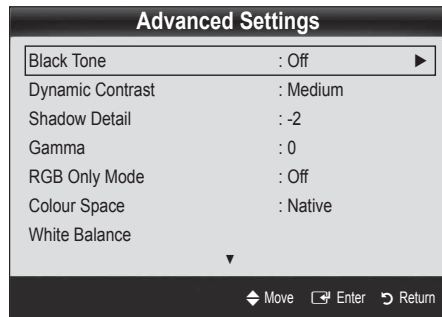 Advanced Settings
Black Tone : Off ►
Dynamic Contrast : Medium
Shadow Detail : -2
Gamma : 0
RGB Only Mode : Off
Colour Space : Native
White Balance
▼
Move Enter Return